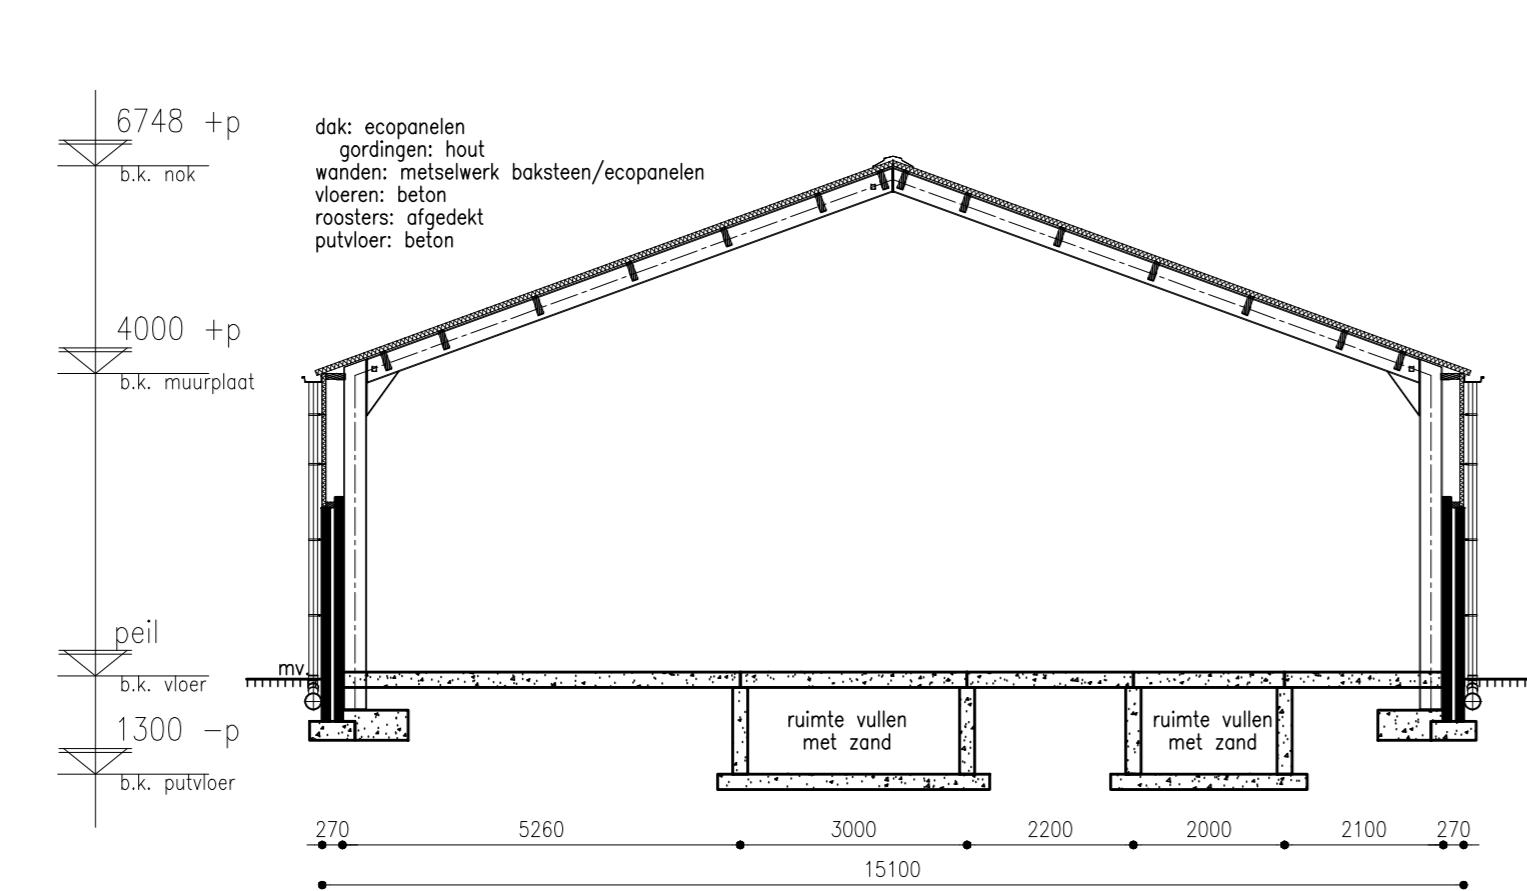 6748 +p
b.k. nok
dak: ecopanelen
gordingen: hout
wanden: metselwerk baksteen/ecopanelen
vloeren: beton
roosters: afgedekt
putvloer: beton
4000 +p
b.k. muurplaat
peil
b.k. vloer
mv.
1300 -p
b.k. putvloer
ruimte vullen
met zand
ruimte vullen
met zand
270 5260 3000 2200 2000 2100 270
15100